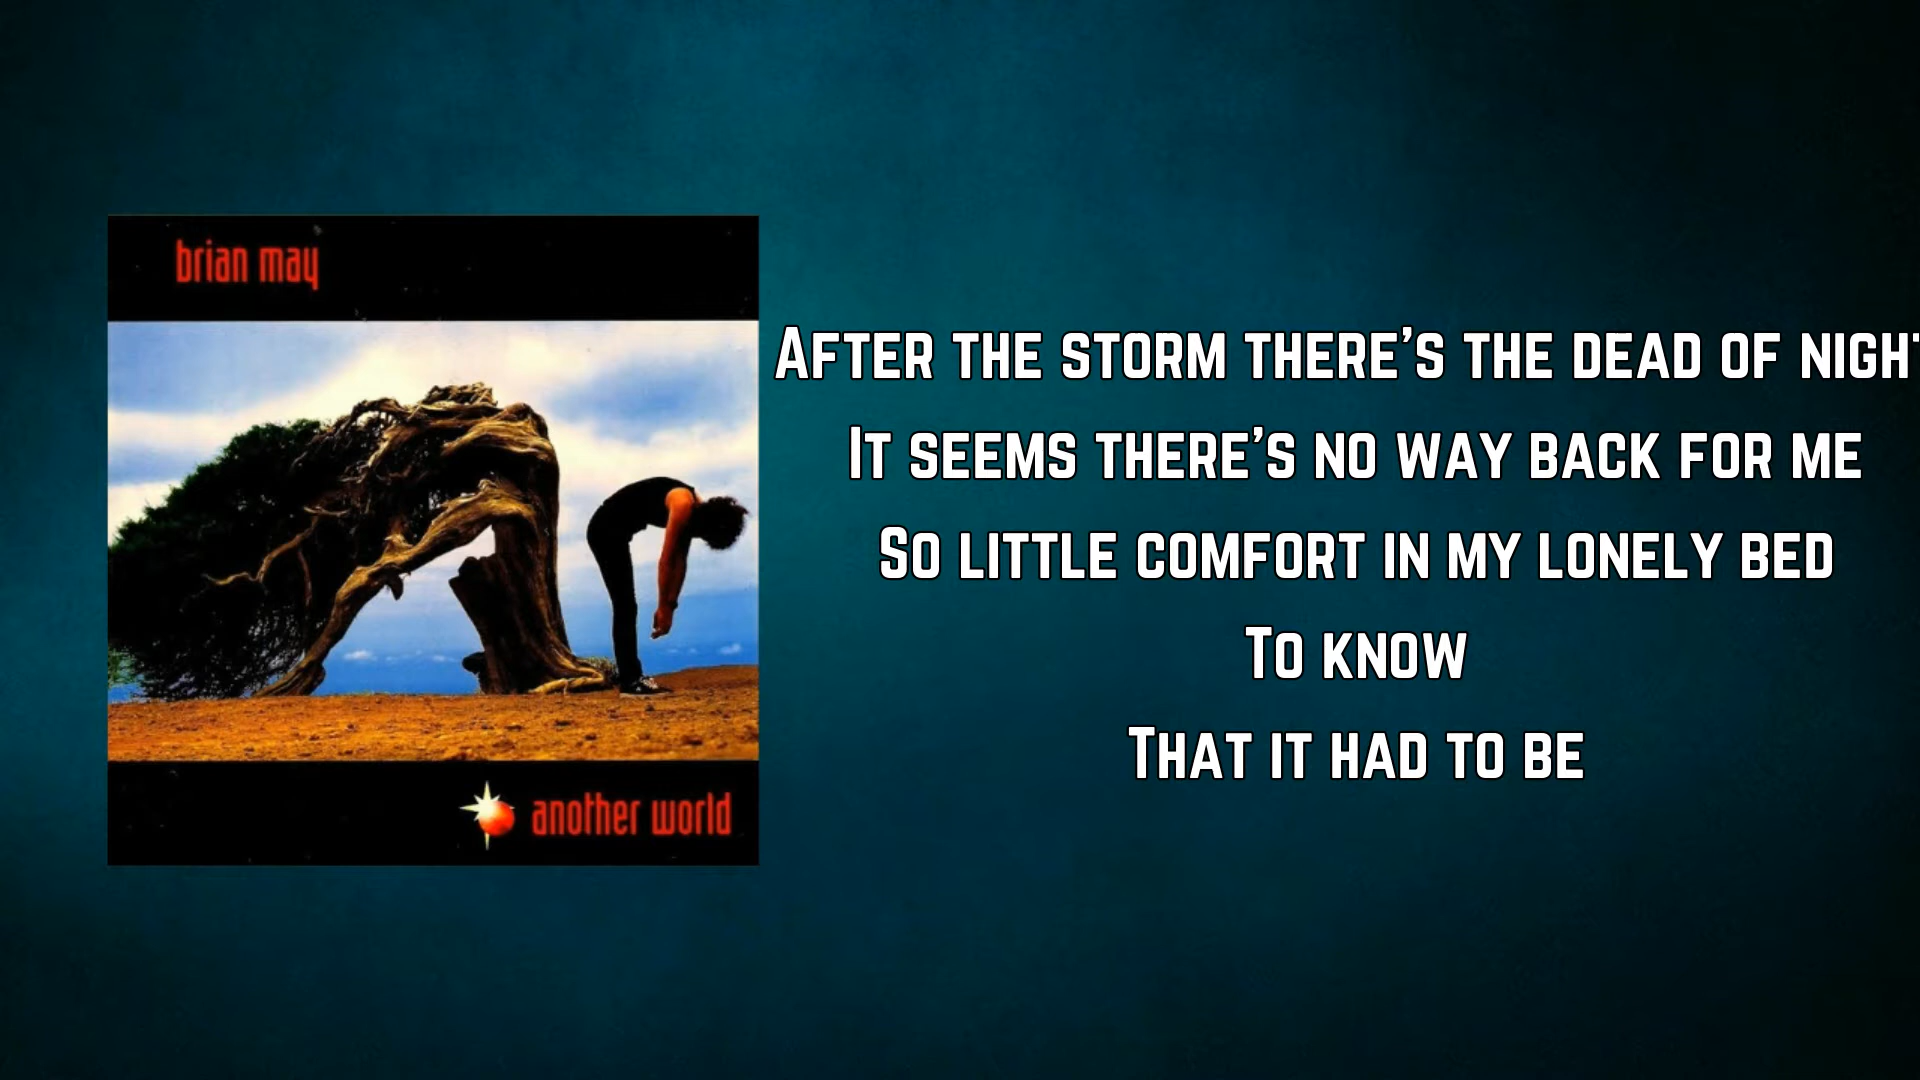 brian may
another world
After the storm there's the dead of nigh
It seems there's no way back for me
So little comfort in my lonely bed
To know
That it had to be